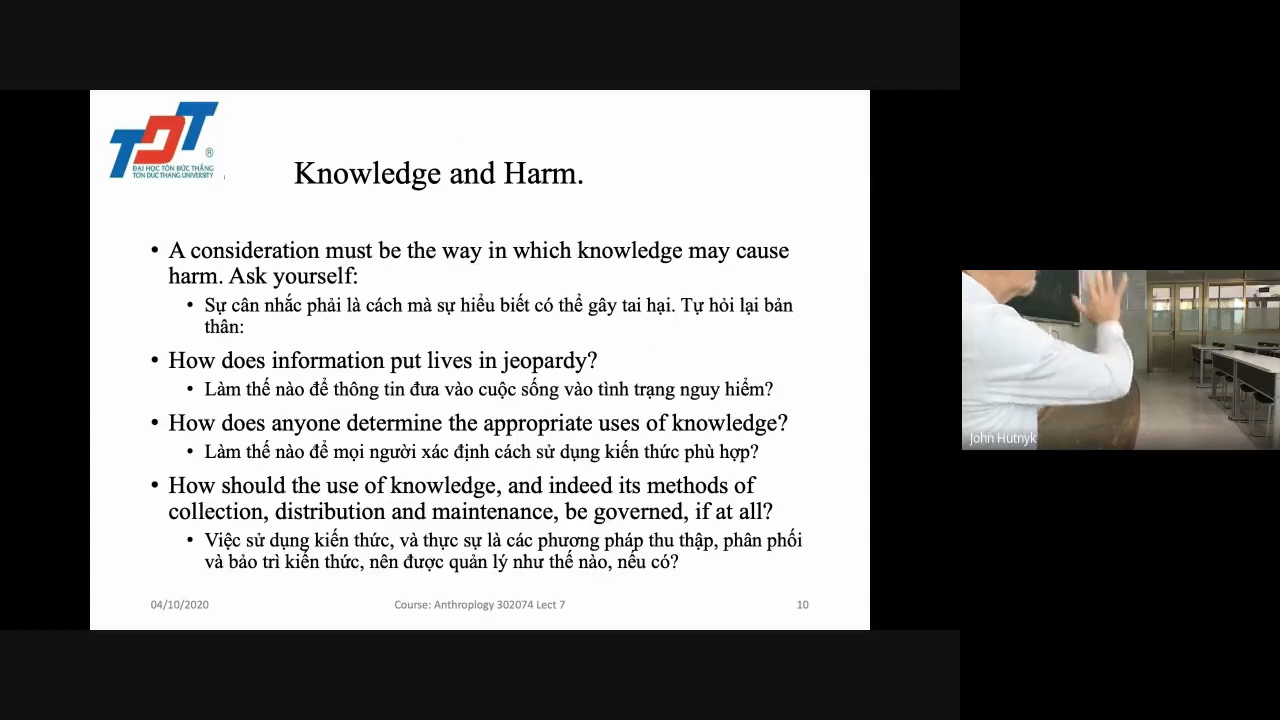 TDT
®
ĐẠI HỌC TÔN ĐỨC THẮNG
TON DUC THANG UNIVERSITY
Knowledge and Harm.
• A consideration must be the way in which knowledge may cause
harm. Ask yourself:
• Sự cân nhắc phải là cách mà sự hiểu biết có thể gây tai hại. Tự hỏi lại bản
thân:
• How does information put lives in jeopardy?
• Làm thế nào để thông tin đưa vào cuộc sống vào tình trạng nguy hiểm?
• How does anyone determine the appropriate uses of knowledge?
• Làm thế nào để mọi người xác định cách sử dụng kiến thức phù hợp?
• How should the use of knowledge, and indeed its methods of
collection, distribution and maintenance, be governed, if at all?
• Việc sử dụng kiến thức, và thực sự là các phương pháp thu thập, phân phối
và bảo trì kiến thức, nên được quản lý như thế nào, nếu có?
04/10/2020
Course: Anthroplogy 302074 Lect 7
10
John Hutnyk